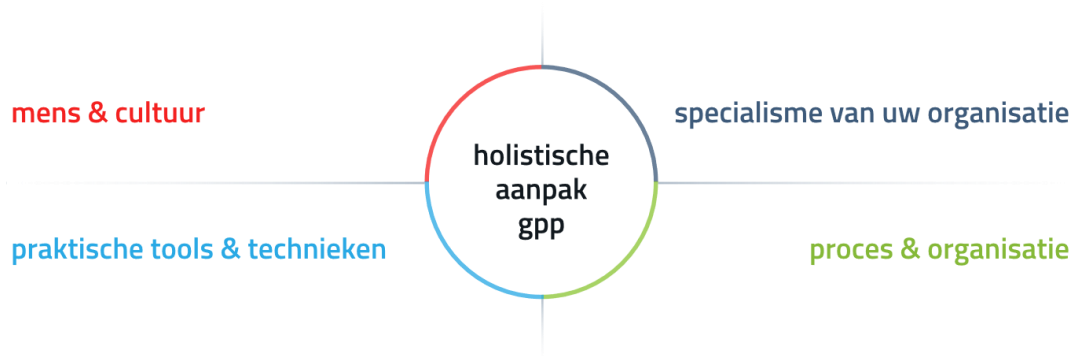 mens & cultuur
specialisme van uw organisatie
holistische
aanpak
gpp
praktische tools & technieken
proces & organisatie